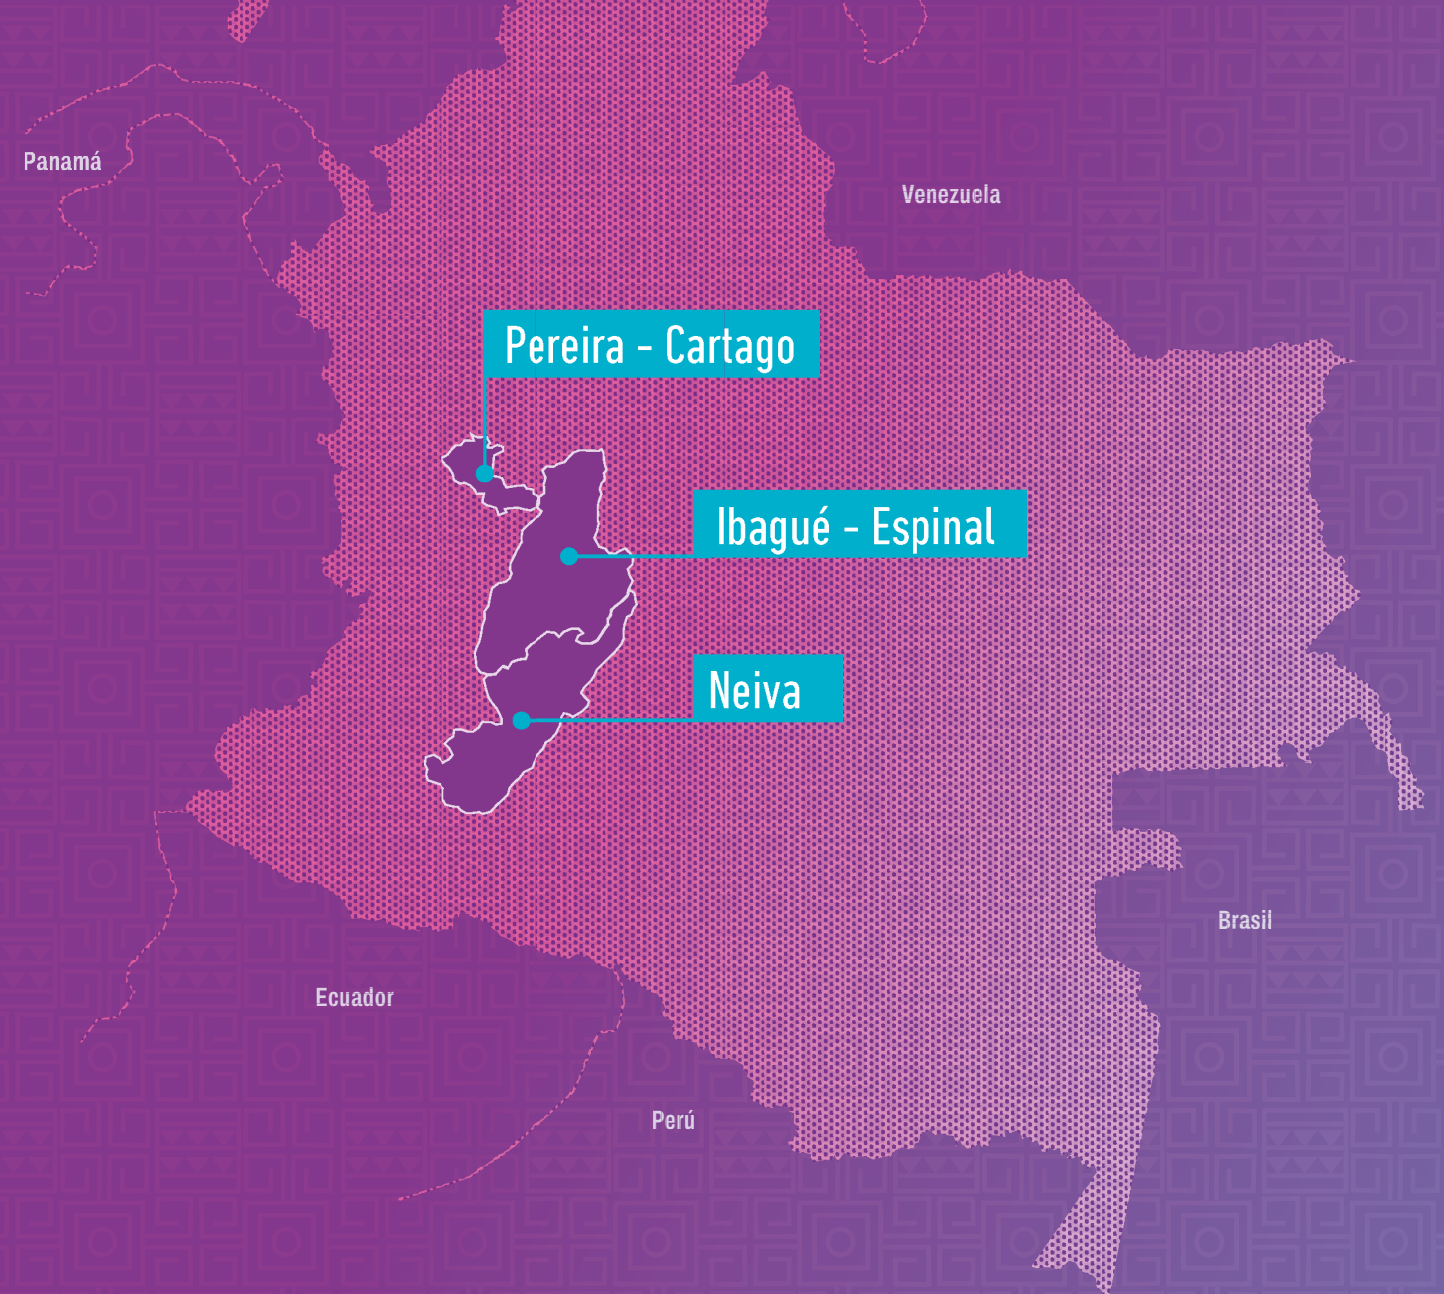 Panamá
Venezuela
Pereira - Cartago
Ibagué - Espinal
Neiva
Brasil
Ecuador
Perú